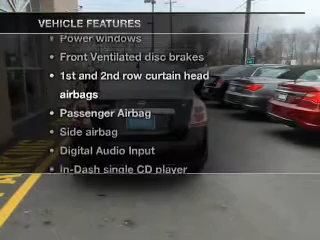 VEHICLE FEATURES
• Power windows
• Front Ventilated disc brakes
• 1st and 2nd row curtain head
airbags
• Passenger Airbag
• Side airbag
• Digital Audio Input
• In-Dash single CD player